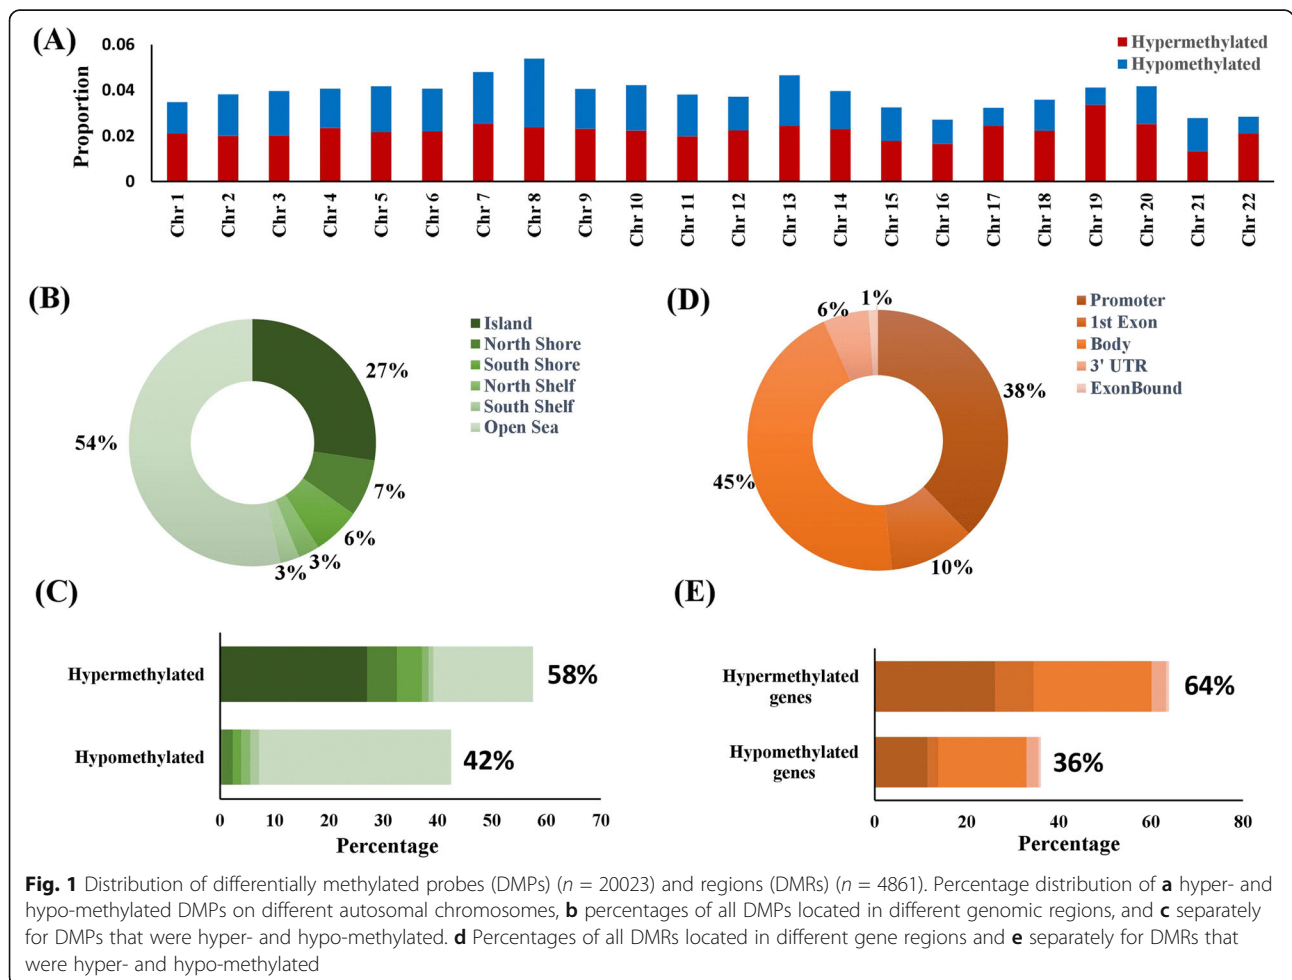 (A)
Proportion
0.06
0.04
0.02
0
Hypermethylated
Hypomethylated
Chr 1
Chr 2
Chr 3
Chr 4
Chr 5
Chr 6
Chr 7
Chr 8
Chr 9
Chr 10
Chr 11
Chr 12
Chr 13
Chr 14
Chr 15
Chr 16
Chr 17
Chr 18
Chr 19
Chr 20
Chr 21
Chr 22
(B)
27%
7%
6%
3%
3%
54%
Island
North Shore
South Shore
North Shelf
South Shelf
Open Sea
(D)
1%
6%
38%
45%
10%
Promoter
1st Exon
Body
3' UTR
ExonBound
(C)
Hypermethylated
58%
Hypomethylated
42%
0 10 20 30 40 50 60 70
Percentage
(E)
Hypermethylated
genes
64%
Hypomethylated
genes
36%
0 20 40 60 80
Percentage
Fig. 1 Distribution of differentially methylated probes (DMPs) (n = 20023) and regions (DMRs) (n = 4861). Percentage distribution of a hyper- and
hypo-methylated DMPs on different autosomal chromosomes, b percentages of all DMPs located in different genomic regions, and c separately
for DMPs that were hyper- and hypo-methylated. d Percentages of all DMRs located in different gene regions and e separately for DMRs that
were hyper- and hypo-methylated